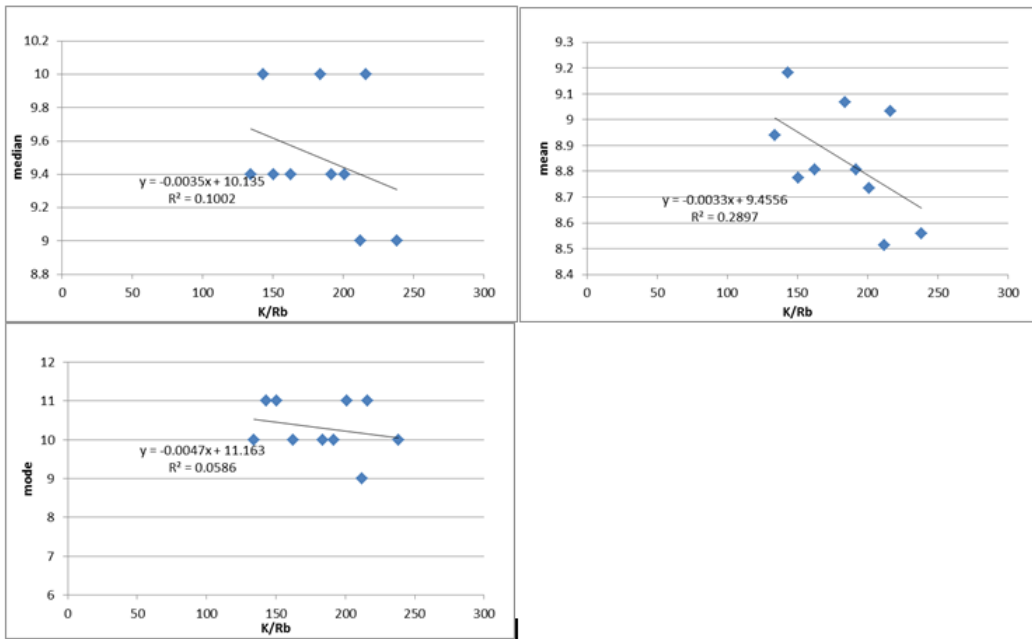 10.2
10
9.8
9.6
9.4
9.2
9
8.8
median
y = -0.0035x + 10.135
R² = 0.1002
0 50 100 150 200 250 300
K/Rb
9.3
9.2
9.1
9
8.9
8.8
8.7
8.6
8.5
8.4
mean
y = -0.0033x + 9.4556
R² = 0.2897
0 50 100 150 200 250 300
K/Rb
12
11
10
9
8
7
6
mode
y = -0.0047x + 11.163
R² = 0.0586
0 50 100 150 200 250 300
K/Rb